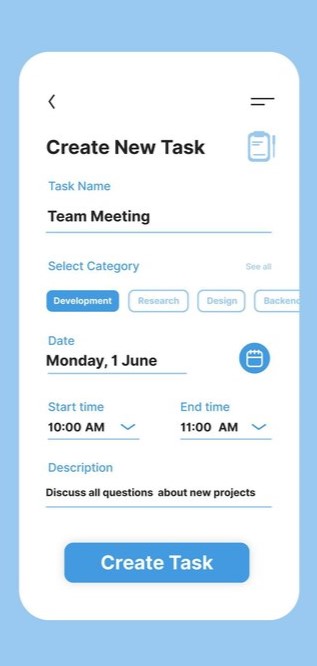 Create New Task
Task Name
Team Meeting
Select Category See all
Development Research Design Backend
Date
Monday, 1 June
Start time End time
10:00 AM 11:00 AM
Description
Discuss all questions about new projects
Create Task